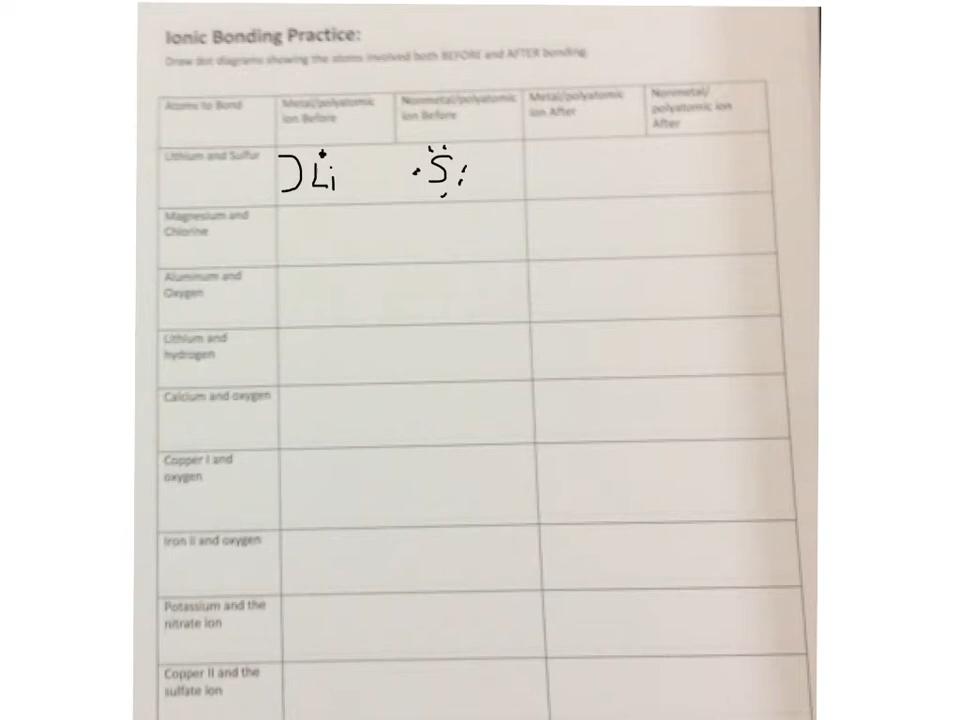 Ionic Bonding Practice:
Draw dot diagrams showing the atoms involved both BEFORE and AFTER bonding.
Atoms to Bond
Metal/polyatomic
ion Before
Nonmetal/polyatomic
ion Before
Metal/polyatomic
ion After
Nonmetal/
polyatomic ion
After
Lithium and Sulfur
Li
S
Magnesium and
Chlorine
Aluminum and
Oxygen
Lithium and
hydrogen
Calcium and oxygen
Copper I and
oxygen
Iron II and oxygen
Potassium and the
nitrate ion
Copper II and the
sulfate ion